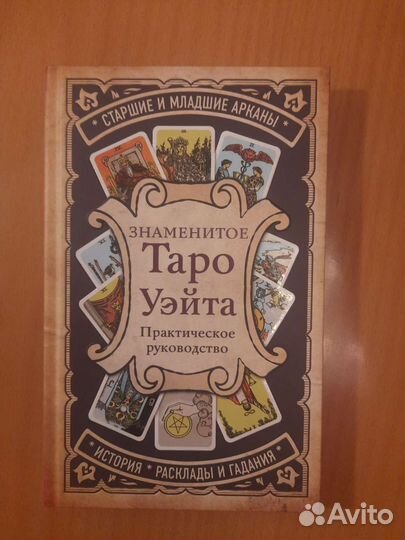 * СТАРШИЕ И МЛАДШИЕ АРКАНЫ *
ЗНАМЕНИТОЕ
Таро
Уэйта
Практическое
руководство
* ИСТОРИЯ * РАСКЛАДЫ И ГАДАНИЯ *
Avito